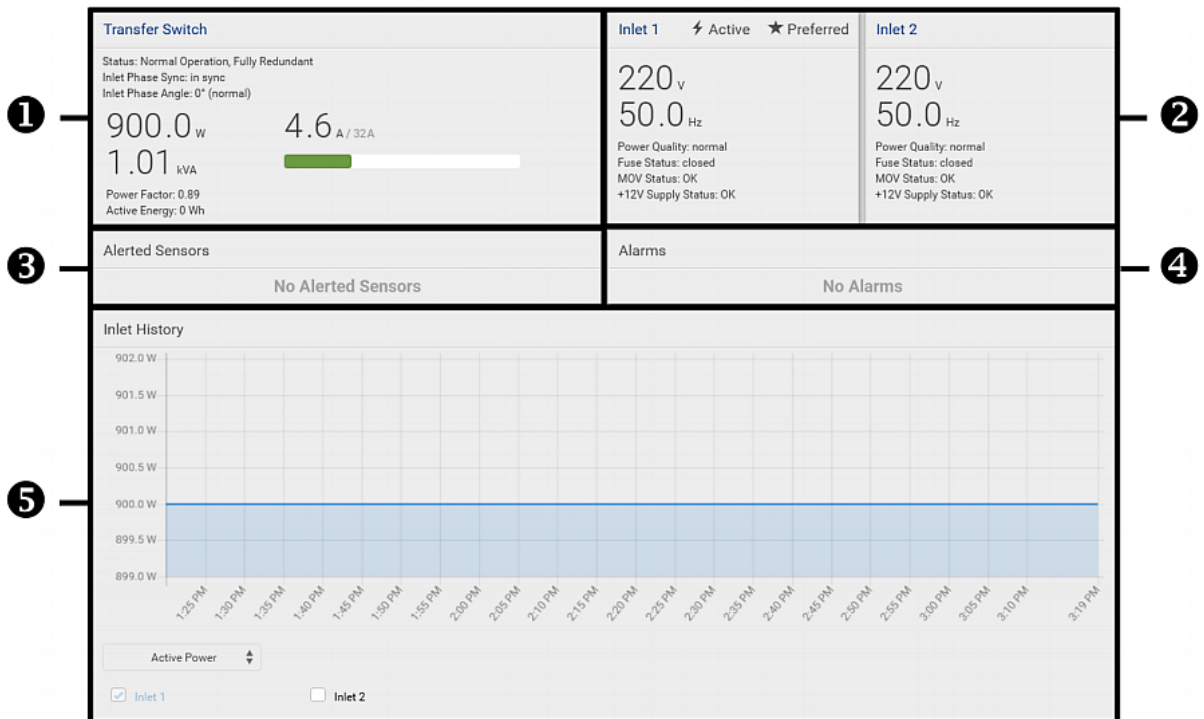 Transfer Switch
Status: Normal Operation, Fully Redundant
Inlet Phase Sync: in sync
Inlet Phase Angle: 0° (normal)
❶
900.0 W
4.6 A / 32A
1.01 kVA
Power Factor: 0.89
Active Energy: 0 Wh
Inlet 1 Active ★ Preferred
220 V
50.0 Hz
Power Quality: normal
Fuse Status: closed
MOV Status: OK
+12V Supply Status: OK
Inlet 2
220 V
50.0 Hz
Power Quality: normal
Fuse Status: closed
MOV Status: OK
+12V Supply Status: OK
❷
❸
Alerted Sensors
No Alerted Sensors
Alarms
No Alarms
❹
Inlet History
902.0 W
901.5 W
901.0 W
900.5 W
❺
900.0 W
899.5 W
899.0 W
1:25 PM 1:30 PM 1:35 PM 1:40 PM 1:45 PM 1:50 PM 1:55 PM 2:00 PM 2:05 PM 2:10 PM 2:15 PM 2:20 PM 2:25 PM 2:30 PM 2:35 PM 2:40 PM 2:45 PM 2:50 PM 2:55 PM 3:00 PM 3:05 PM 3:10 PM 3:19 PM
Active Power
Inlet 1 Inlet 2